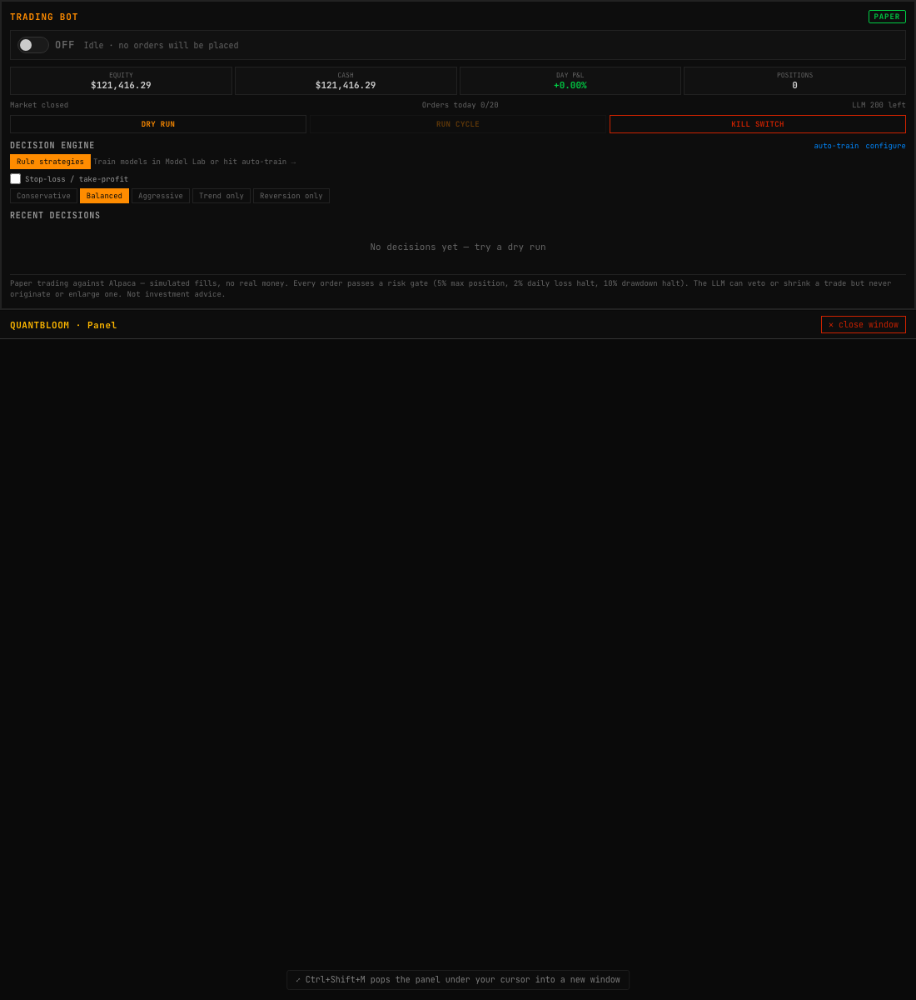 TRADING BOT PAPER
OFF Idle · no orders will be placed
EQUITY CASH DAY P&L POSITIONS
$121,416.29 $121,416.29 +0.00% 0
Market closed Orders today 0/20 LLM 200 left
DRY RUN RUN CYCLE KILL SWITCH
DECISION ENGINE auto-train configure
Rule strategies Train models in Model Lab or hit auto-train →
Stop-loss / take-profit
Conservative Balanced Aggressive Trend only Reversion only
RECENT DECISIONS
No decisions yet — try a dry run
Paper trading against Alpaca — simulated fills, no real money. Every order passes a risk gate (5% max position, 2% daily loss halt, 10% drawdown halt). The LLM can veto or shrink a trade but never
originate or enlarge one. Not investment advice.
QUANTBLOOM · Panel × close window
⤢ Ctrl+Shift+M pops the panel under your cursor into a new window